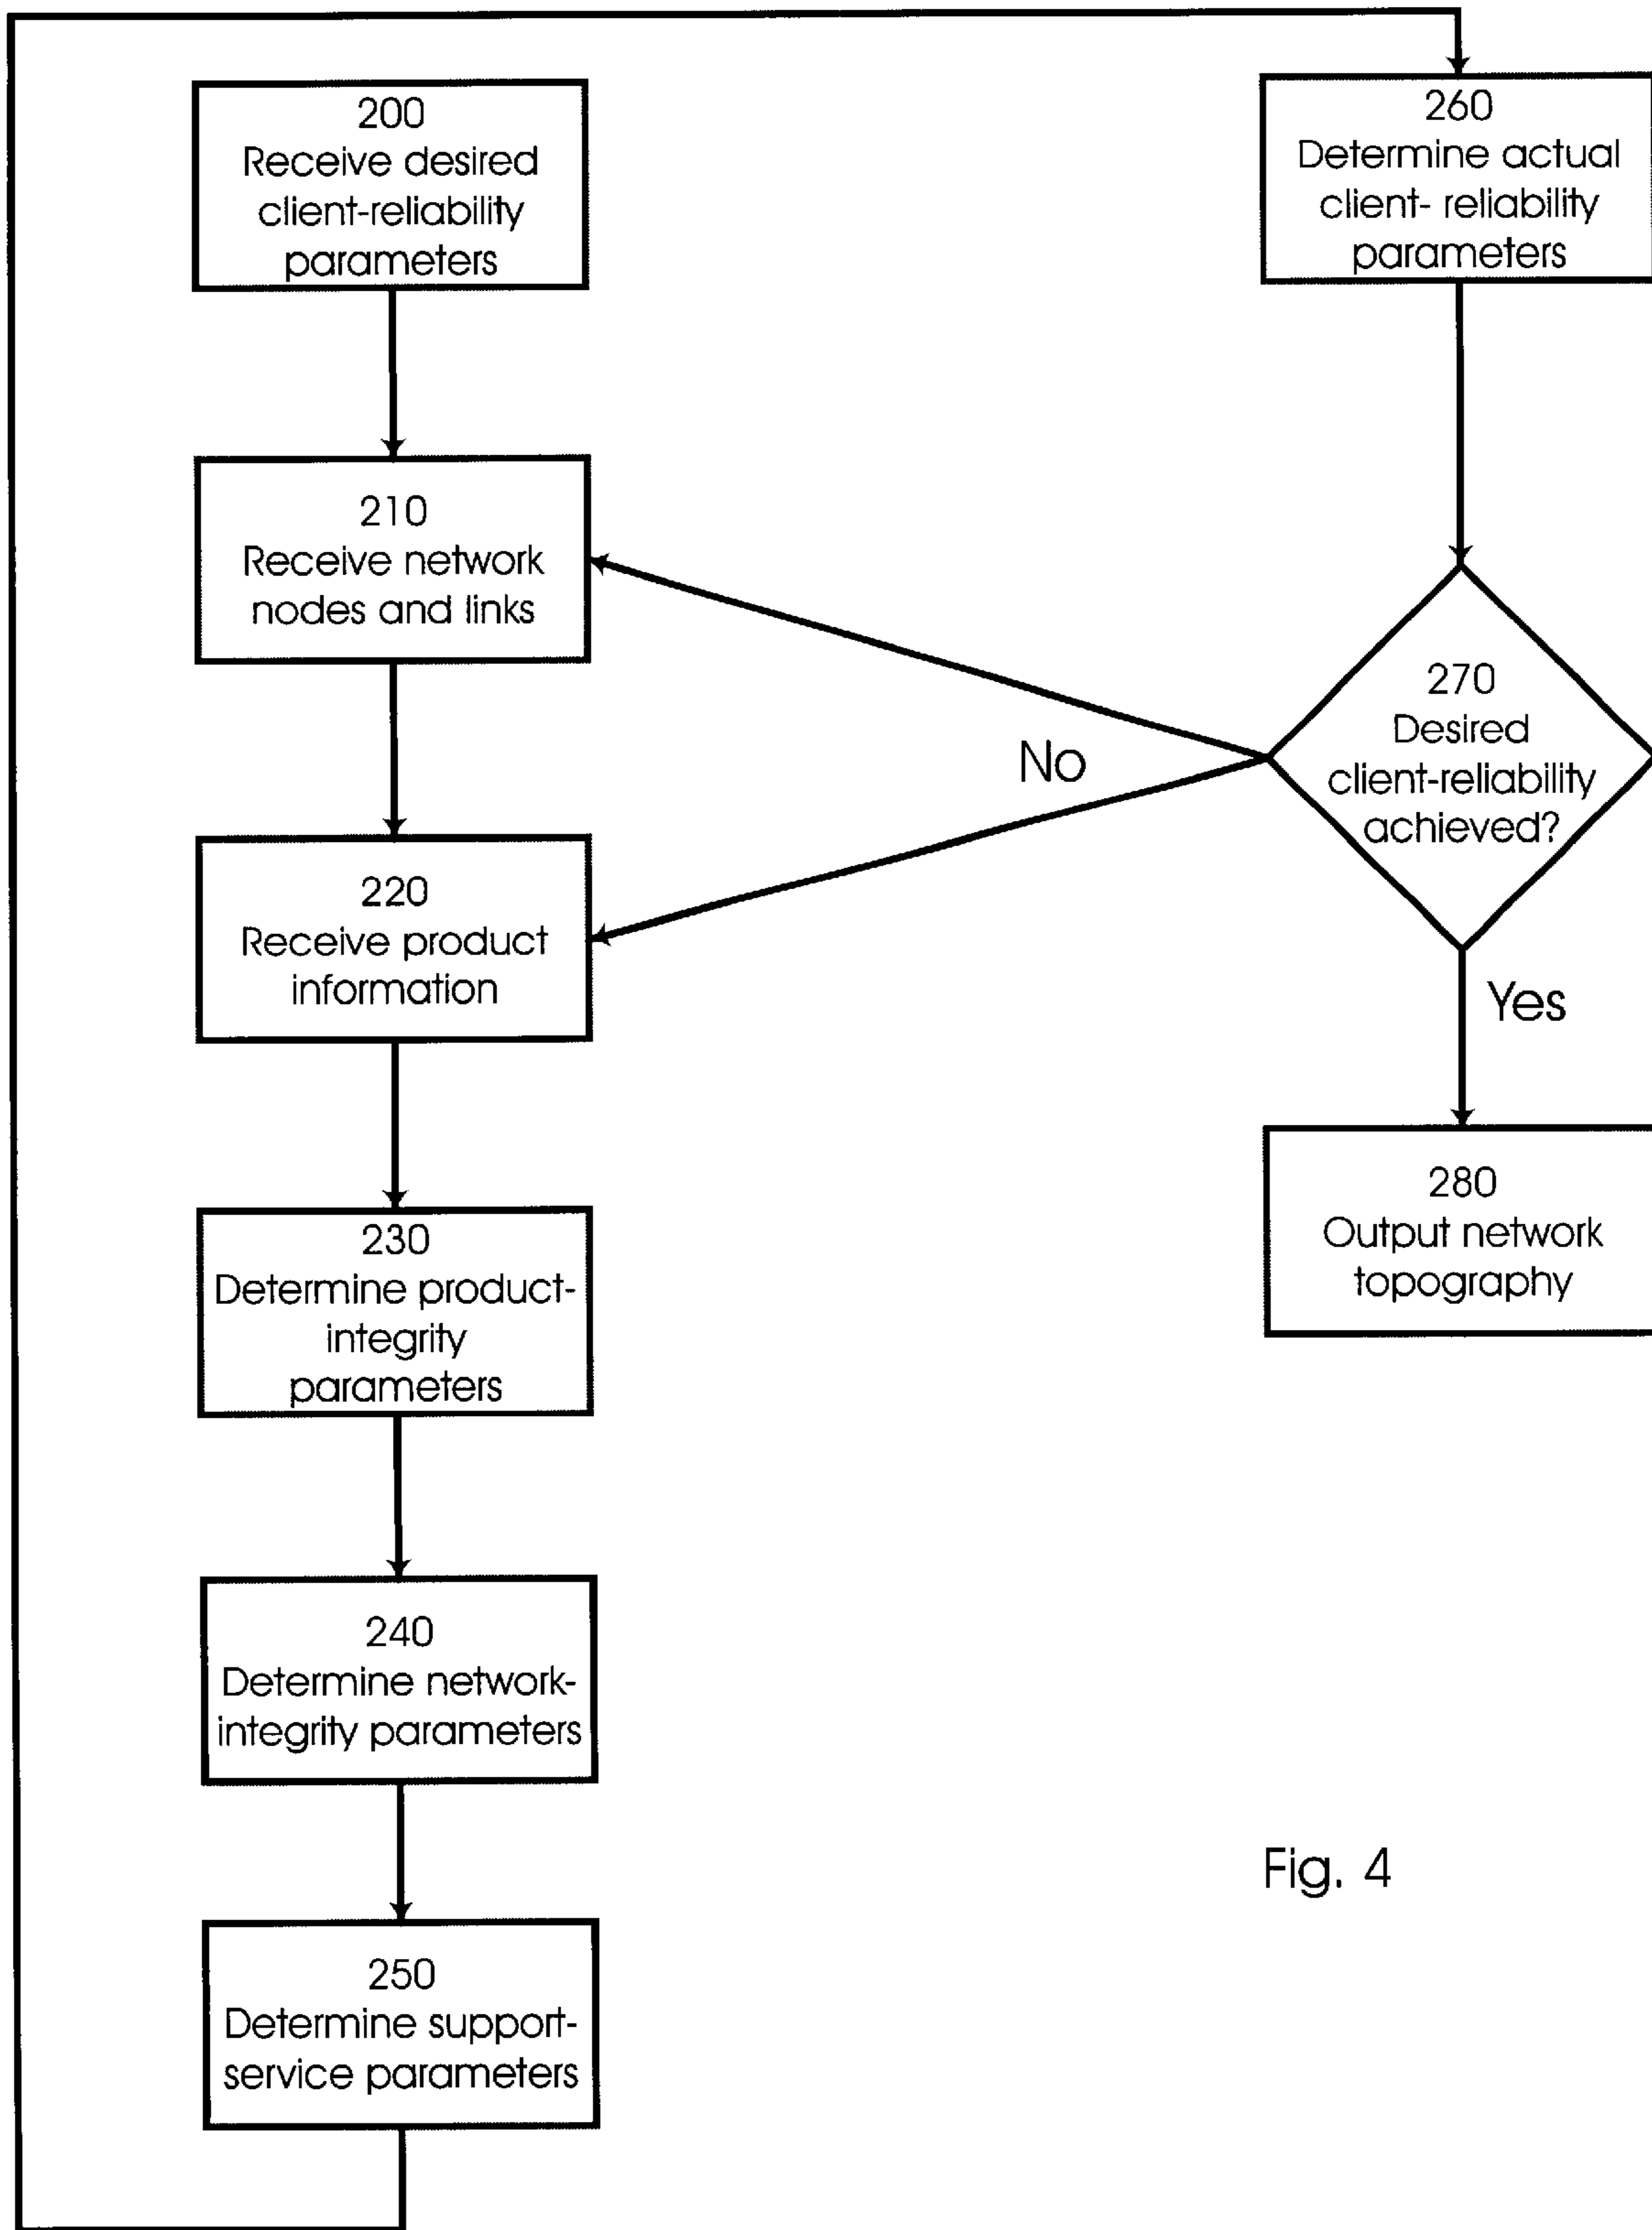 200
Receive desired
client-reliability
parameters
210
Receive network
nodes and links
220
Receive product
information
230
Determine product-
integrity
parameters
240
Determine network-
integrity parameters
250
Determine support-
service parameters
260
Determine actual
client- reliability
parameters
270
Desired
client-reliability
achieved?
No
Yes
280
Output network
topography
Fig. 4